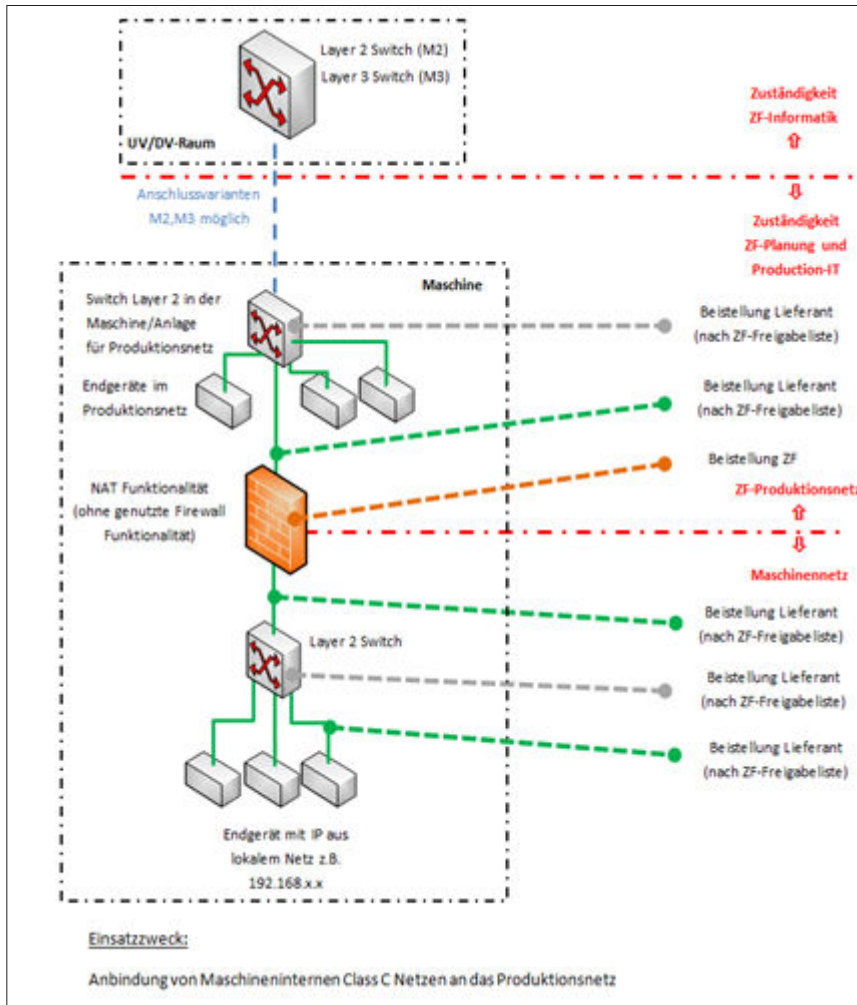 Layer 2 Switch (M2)
Layer 3 Switch (M3)
UV/DV-Raum
Zuständigkeit
ZF-Informatik
Anschlussvarianten
M2,M3 möglich
Zuständigkeit
ZF-Planung und
Production-IT
Maschine
Switch Layer 2 in der
Maschine/Anlage
für Produktionsnetz
Beistellung Lieferant
(nach ZF-Freigabeliste)
Endgeräte im
Produktionsnetz
Beistellung Lieferant
(nach ZF-Freigabeliste)
Beistellung ZF
NAT Funktionalität
(ohne genutzte Firewall
Funktionalität)
ZF-Produktionsnetz
Maschinennetz
Beistellung Lieferant
(nach ZF-Freigabeliste)
Layer 2 Switch
Beistellung Lieferant
(nach ZF-Freigabeliste)
Beistellung Lieferant
(nach ZF-Freigabeliste)
Endgerät mit IP aus
lokalem Netz z.B.
192.168.x.x
Einsatzzweck:
Anbindung von Maschineninternen Class C Netzen an das Produktionsnetz